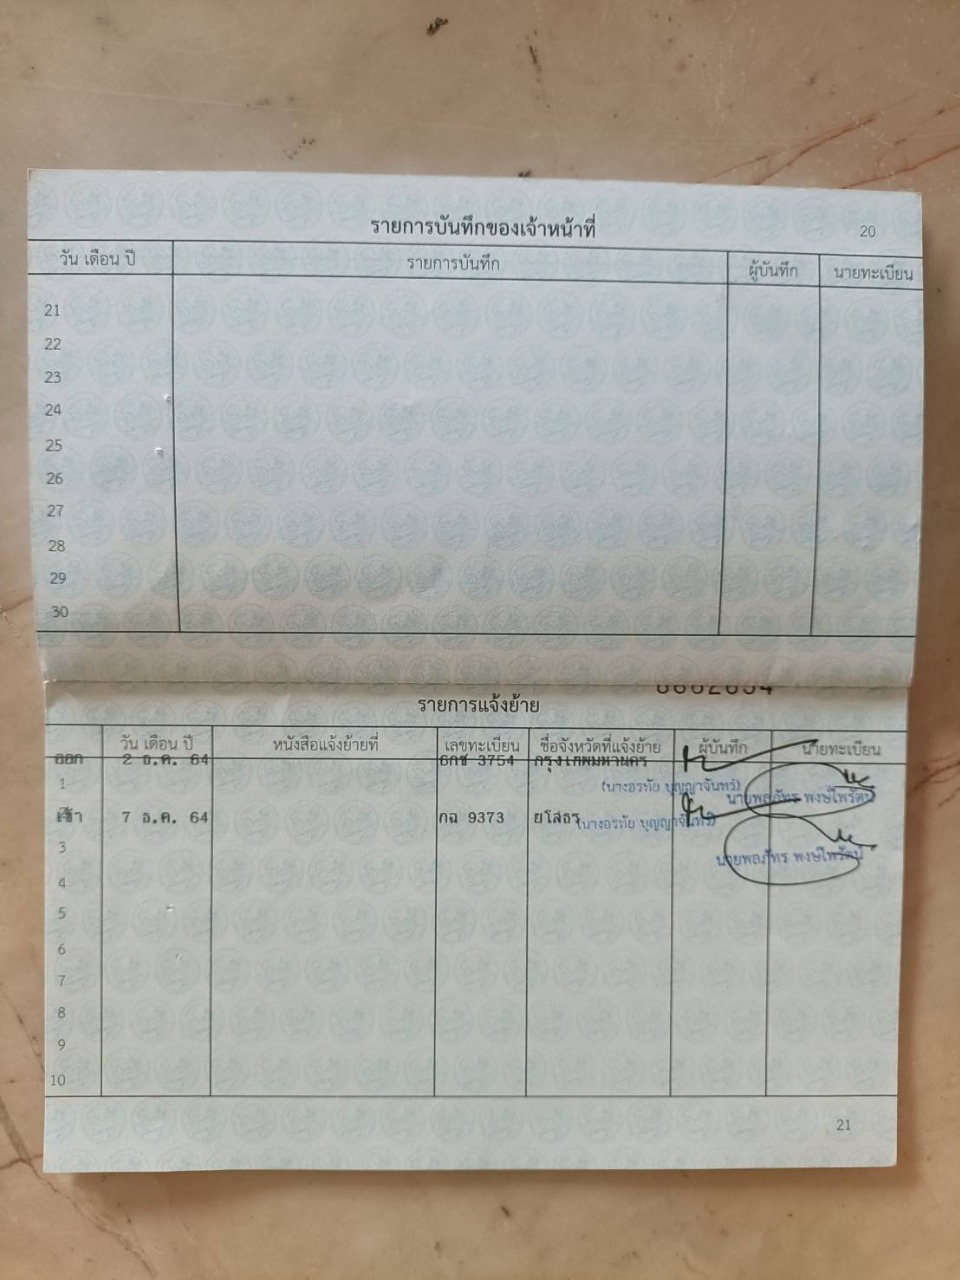 รายการบันทึกของเจ้าหน้าที่ 20
วัน เดือน ปี รายการบันทึก ผู้บันทึก นายทะเบียน
21
22
23
24
25
26
27
28
29
30
รายการแจ้งย้าย
วัน เดือน ปี หนังสือแจ้งย้ายที่ เลขทะเบียน ชื่อจังหวัดที่แจ้งย้าย ผู้บันทึก นายทะเบียน
ออก 2 ธ.ค. 64 6กช 3754 กรุงเทพมหานคร
1 (นางอรทัย บุญญาจันทร์) นายพลภัทร พงษ์ไพรัตน์
เข้า 7 ธ.ค. 64 กฉ 9373 ยโสธร (นางอรทัย บุญญาจันทร์)
3 นายพลภัทร พงษ์ไพรัตน์
4
5
6
7
8
9
10
21